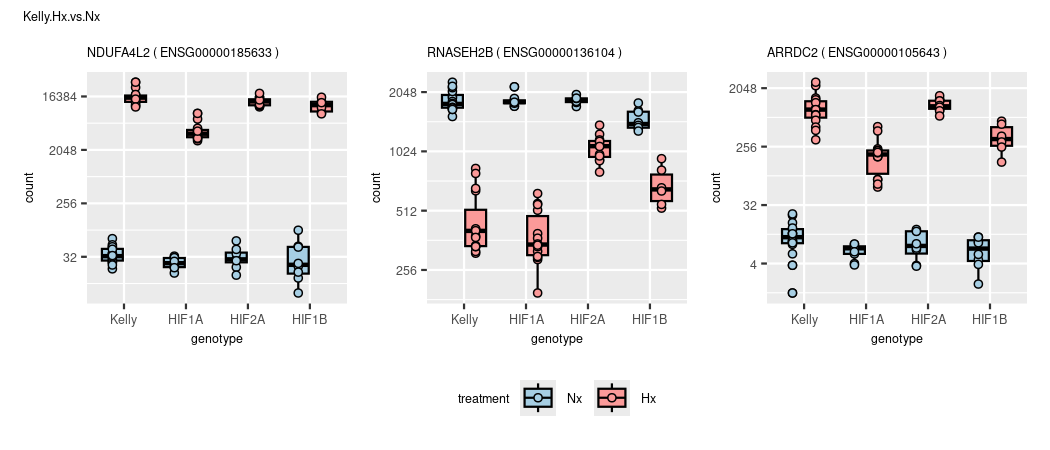 Kelly.Hx.vs.Nx
NDUFA4L2 ( ENSG00000185633 )
16384
2048
256
32
count
Kelly HIF1A HIF2A HIF1B
genotype
RNASEH2B ( ENSG00000136104 )
2048
1024
512
256
count
Kelly HIF1A HIF2A HIF1B
genotype
ARRDC2 ( ENSG00000105643 )
2048
256
32
4
count
Kelly HIF1A HIF2A HIF1B
genotype
treatment Nx Hx